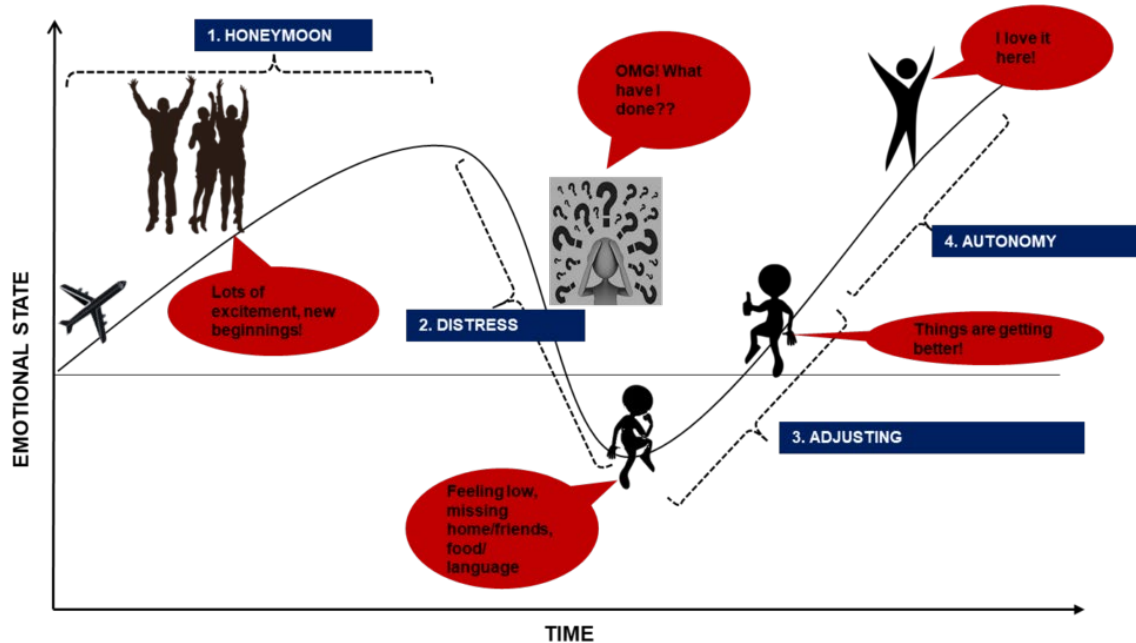 1. HONEYMOON
I love it
here!
OMG! What
have I
done??
4. AUTONOMY
Lots of
excitement, new
beginnings!
2. DISTRESS
Things are getting
better!
3. ADJUSTING
Feeling low,
missing
home/friends,
food/
language
EMOTIONAL STATE
TIME